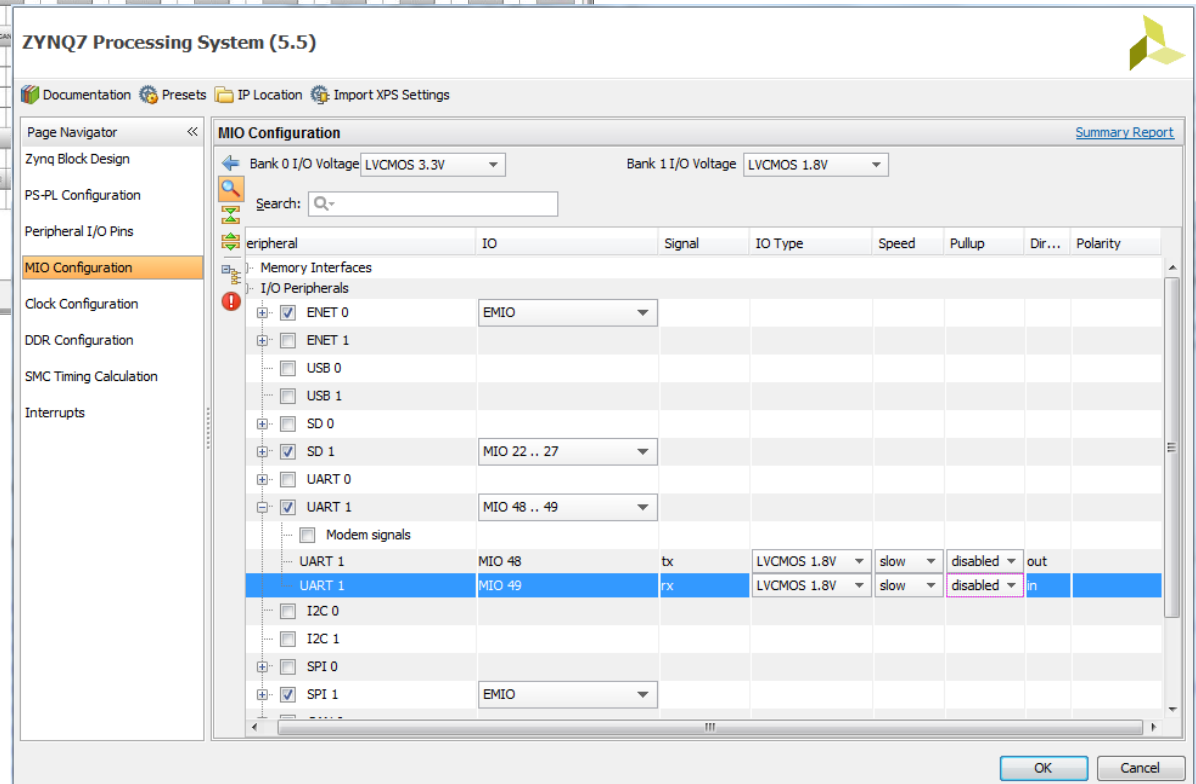 ZYNQ7 Processing System (5.5)
Documentation Presets IP Location Import XPS Settings
Page Navigator «
Zynq Block Design
PS-PL Configuration
Peripheral I/O Pins
MIO Configuration
Clock Configuration
DDR Configuration
SMC Timing Calculation
Interrupts
MIO Configuration Summary Report
Bank 0 I/O Voltage LVCMOS 3.3V Bank 1 I/O Voltage LVCMOS 1.8V
Search:
eripheral IO Signal IO Type Speed Pullup Dir... Polarity
Memory Interfaces
I/O Peripherals
ENET 0 EMIO
ENET 1
USB 0
USB 1
SD 0
SD 1 MIO 22 .. 27
UART 0
UART 1 MIO 48 .. 49
Modem signals
UART 1 MIO 48 tx LVCMOS 1.8V slow disabled out
UART 1 MIO 49 rx LVCMOS 1.8V slow disabled in
I2C 0
I2C 1
SPI 0
SPI 1 EMIO
OK Cancel